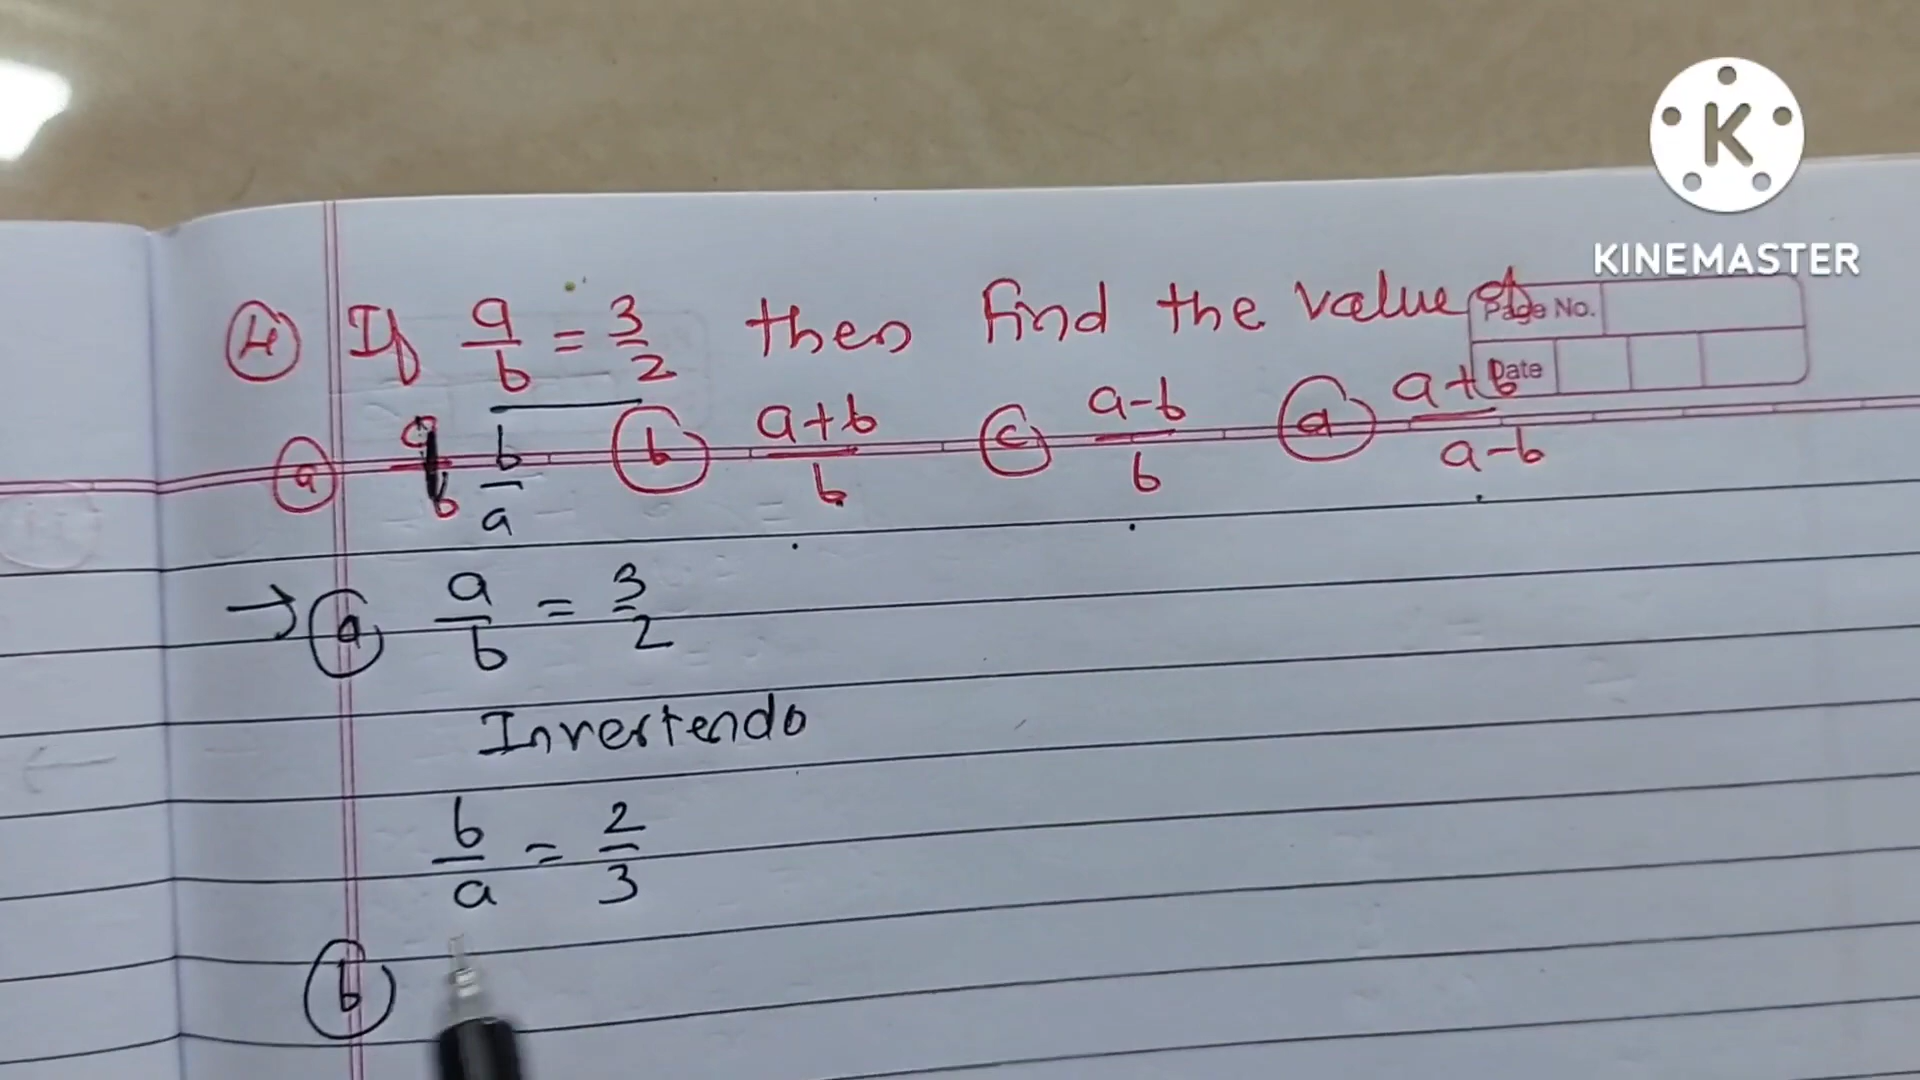 KINEMASTER
④ If a/b = 3/2 then find the value of
Page No.
Date
ⓐ b/a ⓑ a+b/b ⓒ a-b/b ⓓ a+b/a-b
→ ⓐ a/b = 3/2
Invertendo
b/a = 2/3
ⓑ